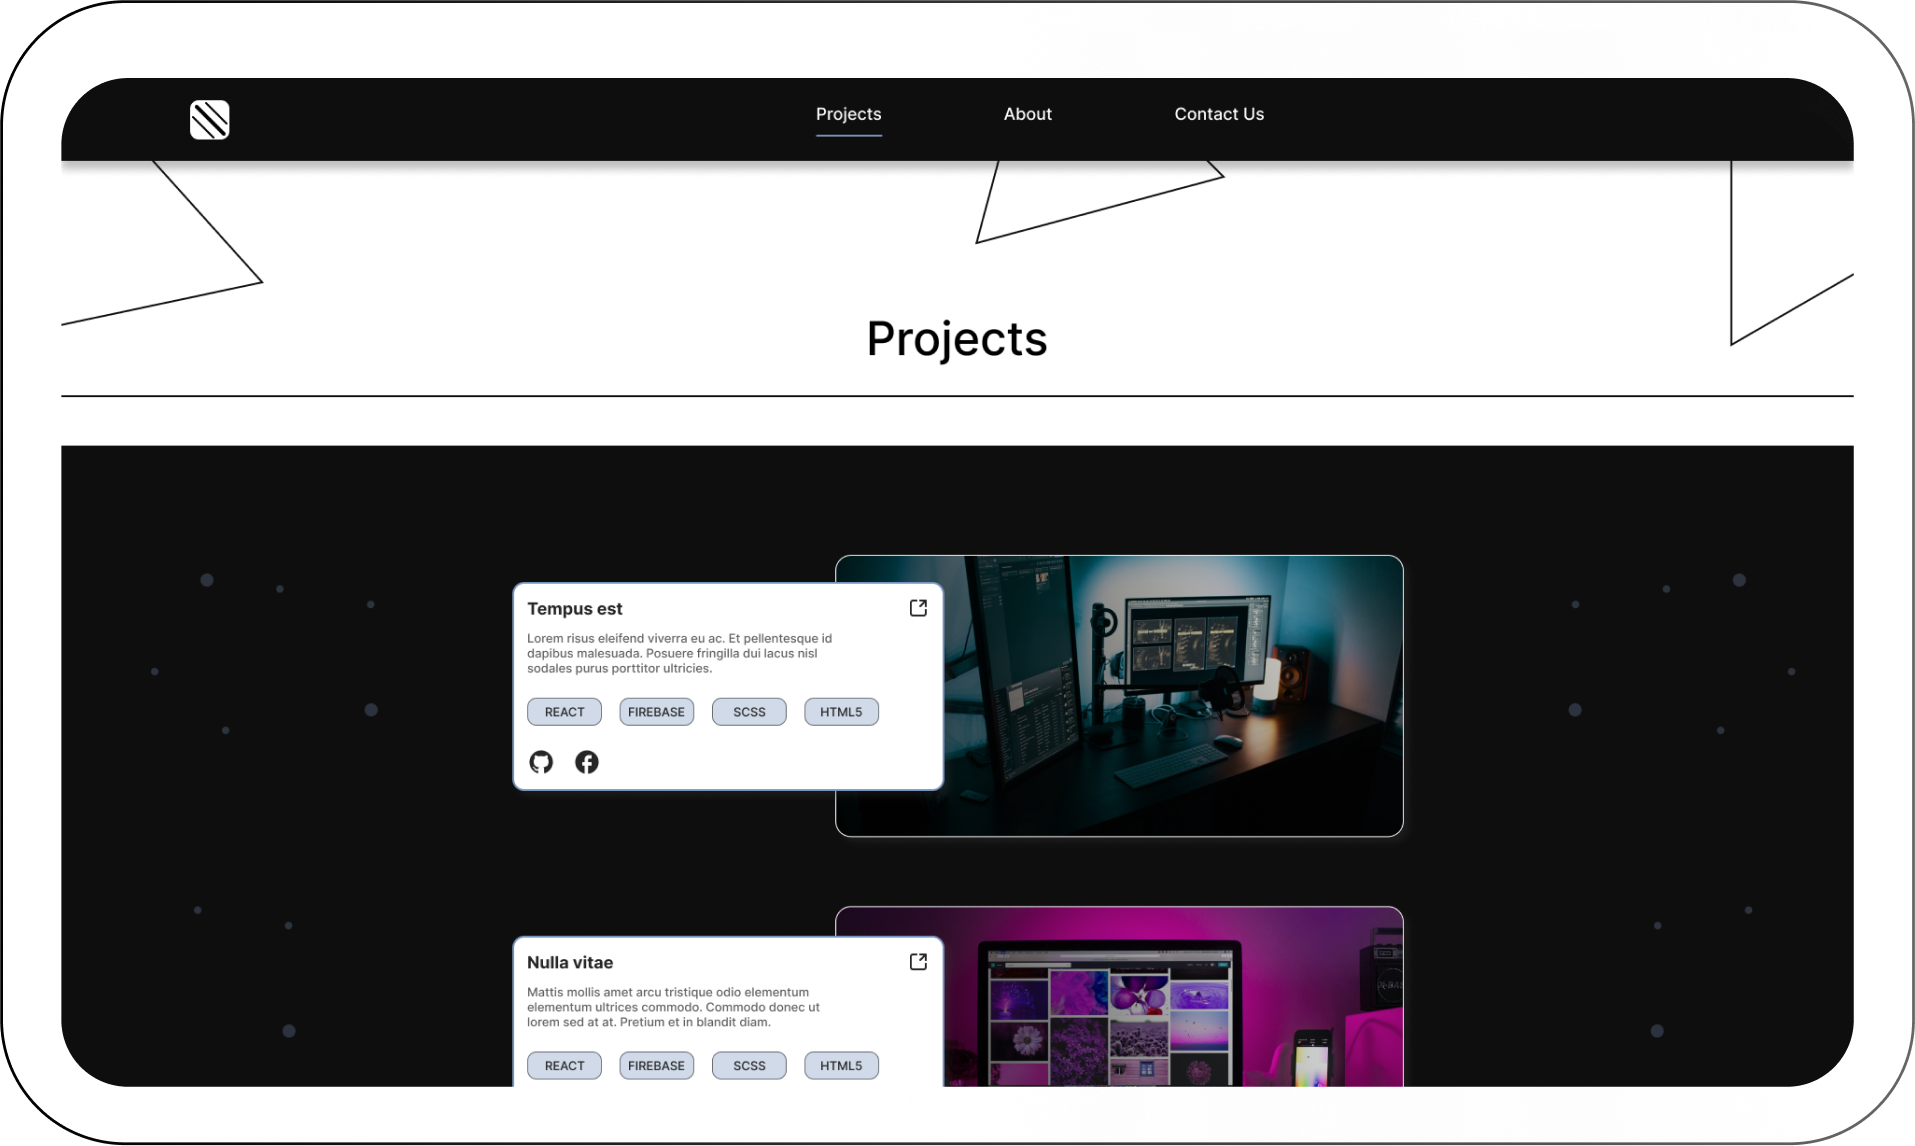 Projects
About
Contact Us
Projects
Tempus est
Lorem risus eleifend viverra eu ac. Et pellentesque id
dapibus malesuada. Posuere fringilla dui lacus nisl
sodales purus porttitor ultricies.
REACT
FIREBASE
SCSS
HTML5
Nulla vitae
Mattis mollis amet arcu tristique odio elementum
elementum ultrices commodo. Commodo donec ut
lorem sed at at. Pretium et in blandit diam.
REACT
FIREBASE
SCSS
HTML5